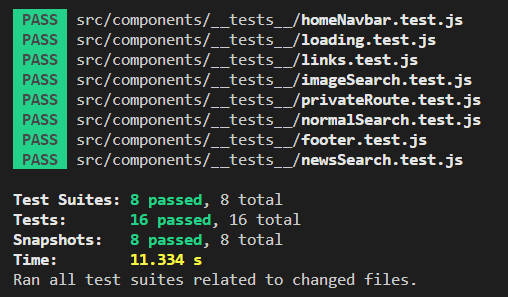 PASS src/components/__tests__/homeNavbar.test.js
PASS src/components/__tests__/loading.test.js
PASS src/components/__tests__/links.test.js
PASS src/components/__tests__/imageSearch.test.js
PASS src/components/__tests__/privateRoute.test.js
PASS src/components/__tests__/normalSearch.test.js
PASS src/components/__tests__/footer.test.js
PASS src/components/__tests__/newsSearch.test.js
Test Suites: 8 passed, 8 total
Tests: 16 passed, 16 total
Snapshots: 8 passed, 8 total
Time: 11.334 s
Ran all test suites related to changed files.